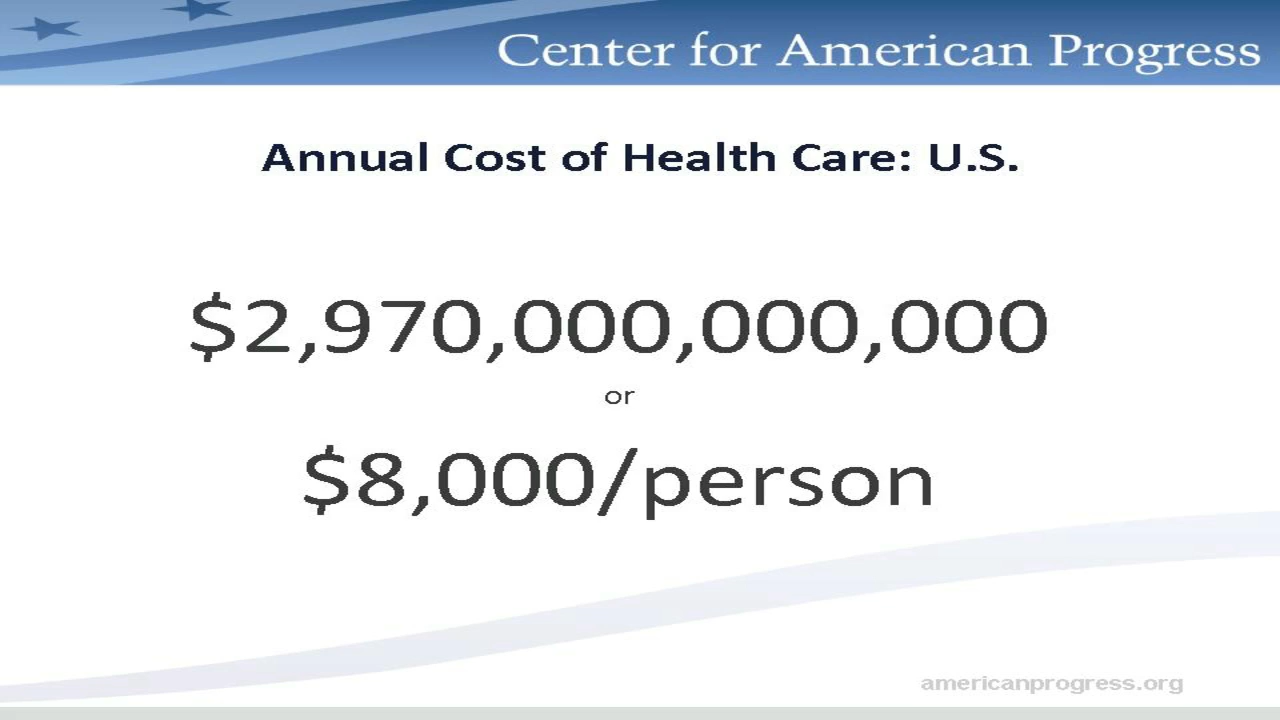 Center for American Progress
Annual Cost of Health Care: U.S.
$2,970,000,000,000
or
$8,000/person
americanprogress.org